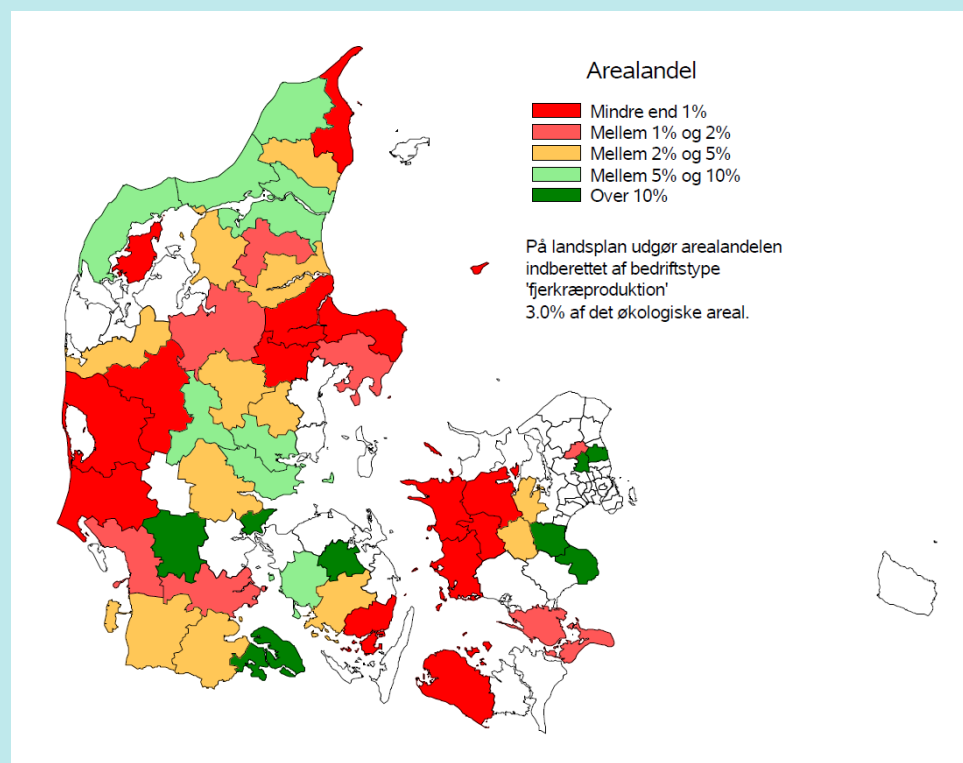 Arealandel
Mindre end 1%
Mellem 1% og 2%
Mellem 2% og 5%
Mellem 5% og 10%
Over 10%
På landsplan udgør arealandelen
indberettet af bedriftstype
'fjerkræproduktion'
3.0% af det økologiske areal.